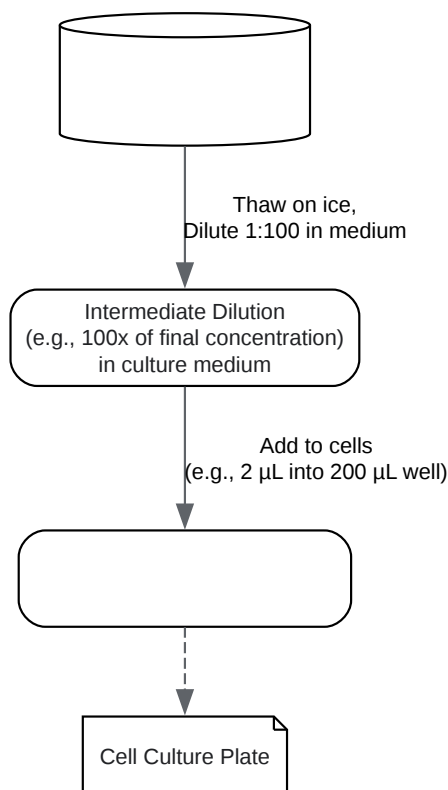 Thaw on ice,
Dilute 1:100 in medium
Intermediate Dilution
(e.g., 100x of final concentration)
in culture medium
Add to cells
(e.g., 2 µL into 200 µL well)
Cell Culture Plate